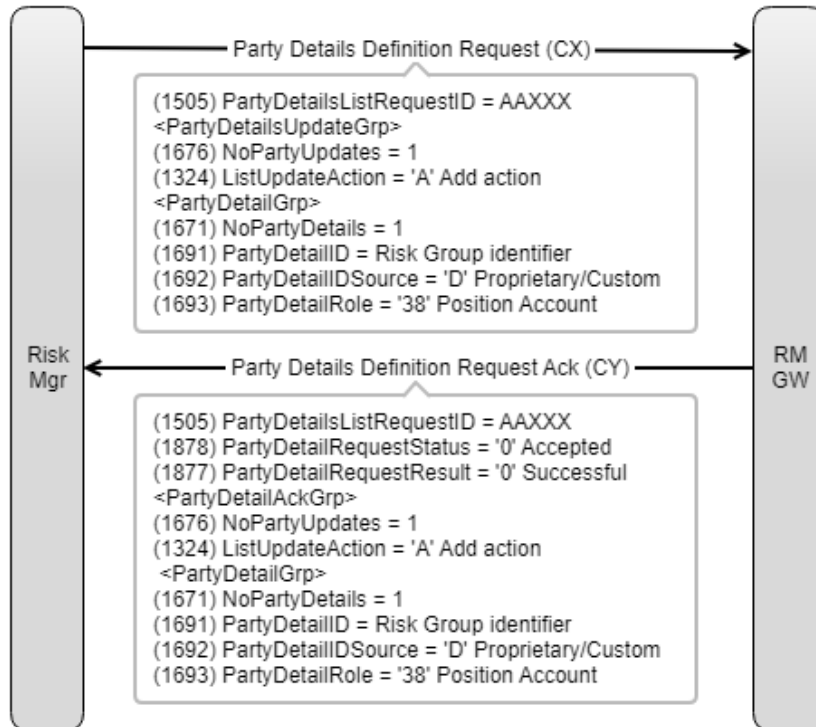 Party Details Definition Request (CX)
(1505) PartyDetailsListRequestID = AAXXX
<PartyDetailsUpdateGrp>
(1676) NoPartyUpdates = 1
(1324) ListUpdateAction = 'A' Add action
<PartyDetailGrp>
(1671) NoPartyDetails = 1
(1691) PartyDetailID = Risk Group identifier
(1692) PartyDetailIDSource = 'D' Proprietary/Custom
(1693) PartyDetailRole = '38' Position Account
Risk
Mgr
Party Details Definition Request Ack (CY)
RM
GW
(1505) PartyDetailsListRequestID = AAXXX
(1878) PartyDetailRequestStatus = '0' Accepted
(1877) PartyDetailRequestResult = '0' Successful
<PartyDetailAckGrp>
(1676) NoPartyUpdates = 1
(1324) ListUpdateAction = 'A' Add action
<PartyDetailGrp>
(1671) NoPartyDetails = 1
(1691) PartyDetailID = Risk Group identifier
(1692) PartyDetailIDSource = 'D' Proprietary/Custom
(1693) PartyDetailRole = '38' Position Account